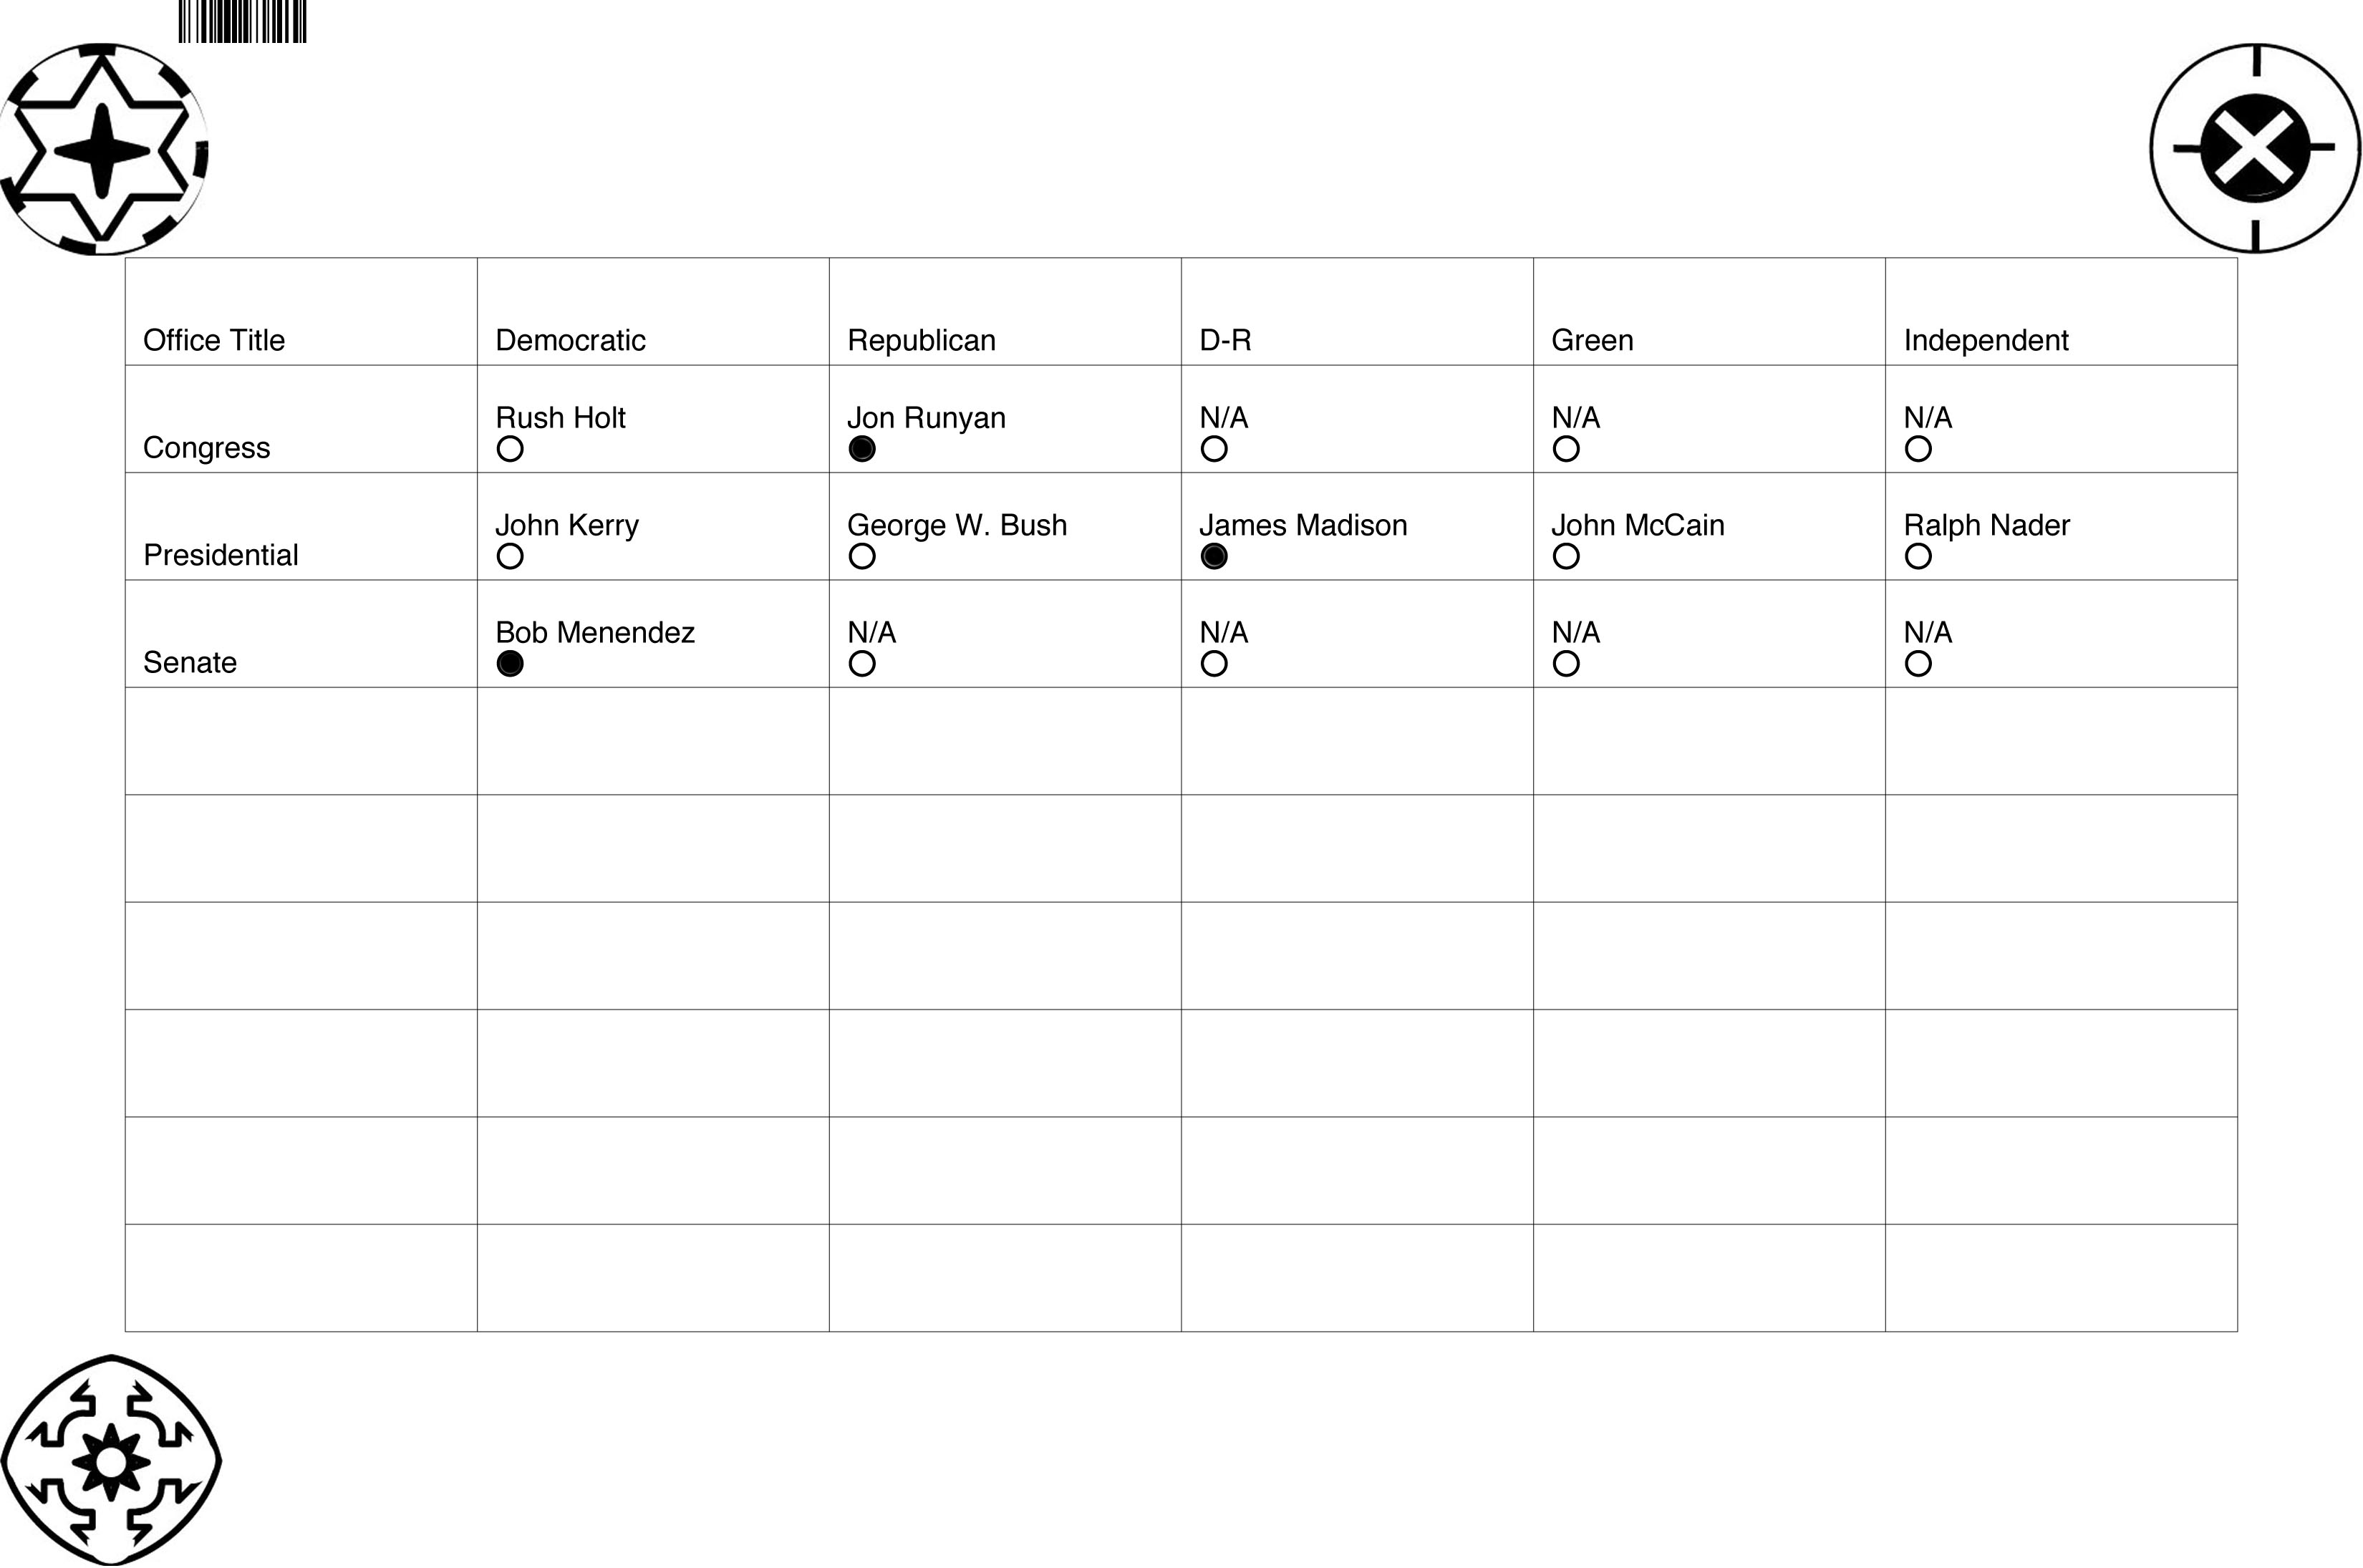 Office Title Democratic Republican D-R Green Independent
Rush Holt Jon Runyan N/A N/A N/A
Congress
John Kerry George W. Bush James Madison John McCain Ralph Nader
Presidential
Bob Menendez N/A N/A N/A N/A
Senate